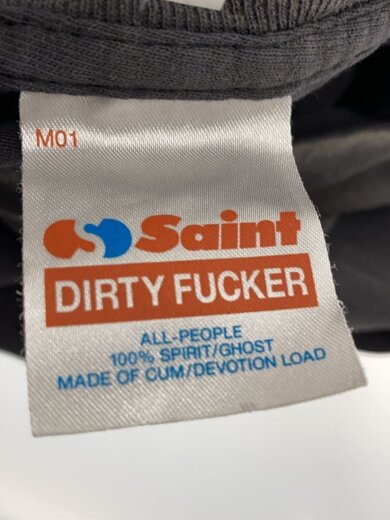 M01
Saint
DIRTY FUCKER
ALL-PEOPLE
100% SPIRIT/GHOST
MADE OF CUM/DEVOTION LOAD